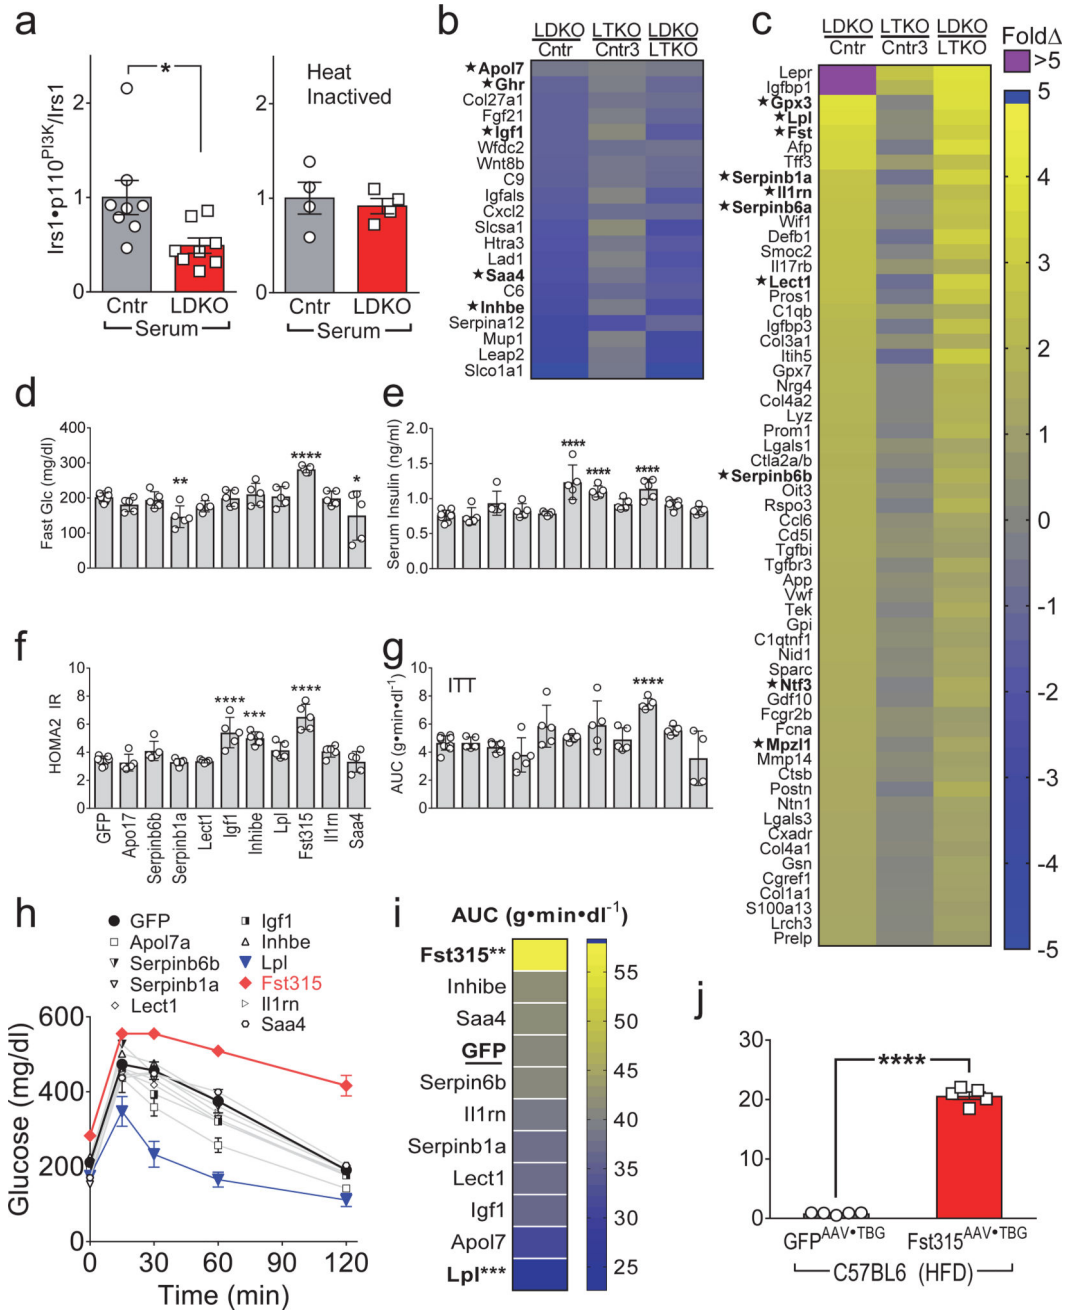 a
Irs1•p110PI3K/Irs1
2
1
0
*
Cntr LDKO
Serum
Heat
Inactived
2
1
0
Cntr LDKO
Serum
b
LDKO LTKO LDKO
Cntr Cntr3 LTKO
★Apol7
★Ghr
Col27a1
Fgf21
★Igf1
Wfdc2
Wnt8b
C9
Igfals
Cxcl2
Slcsa1
Htra3
Lad1
★Saa4
C6
★Inhbe
Serpina12
Mup1
Leap2
Slco1a1
c
LDKO LTKO LDKO
Cntr Cntr3 LTKO
Lepr
Igfbp1
★Gpx3
★Lpl
★Fst
Afp
Tff3
★Serpinb1a
★Il1rn
★Serpinb6a
Wif1
Defb1
Smoc2
Il17rb
★Lect1
Pros1
C1qb
Igfbp3
Col3a1
Itih5
Gpx7
Nrg4
Col4a2
Lyz
Prom1
Lgals1
Ctla2a/b
★Serpinb6b
Oit3
Rspo3
Ccl6
Cd5l
Tgfbi
Tgfbr3
App
Vwf
Tek
Gpi
C1qtnf1
Nid1
Sparc
★Ntf3
Gdf10
Fcgr2b
Fcna
★Mpzl1
Mmp14
Ctsb
Postn
Ntn1
Lgals3
Cxadr
Col4a1
Gsn
Cgref1
Col1a1
S100a13
Lrch3
Prelp
FoldΔ
>5
5
4
3
2
1
0
-1
-2
-3
-4
-5
d
Fast Glc (mg/dl)
400
300
200
100
0
**
****
*
e
Serum Insulin (ng/ml)
2.0
1.5
1.0
0.5
0.0
****
****
****
f
HOMA2 IR
10
8
6
4
2
0
****
***
****
GFP
Apo17
Serpinb6b
Serpinb1a
Lect1
Igf1
Inhibe
Lpl
Fst315
Il1rn
Saa4
g
AUC (g•min•dl-1)
10
8
6
4
2
0
ITT
****
h
GFP
Apol7a
Serpinb6b
Serpinb1a
Lect1
Igf1
Inhbe
Lpl
Fst315
Il1rn
Saa4
Glucose (mg/dl)
600
400
200
0
0 30 60 90 120
Time (min)
i
AUC (g•min•dl-1)
Fst315**
Inhibe
Saa4
GFP
Serpin6b
Il1rn
Serpinb1a
Lect1
Igf1
Apol7
Lpl***
55
50
45
40
35
30
25
j
30
20
10
0
****
GFPAAV•TBG Fst315AAV•TBG
C57BL6 (HFD)